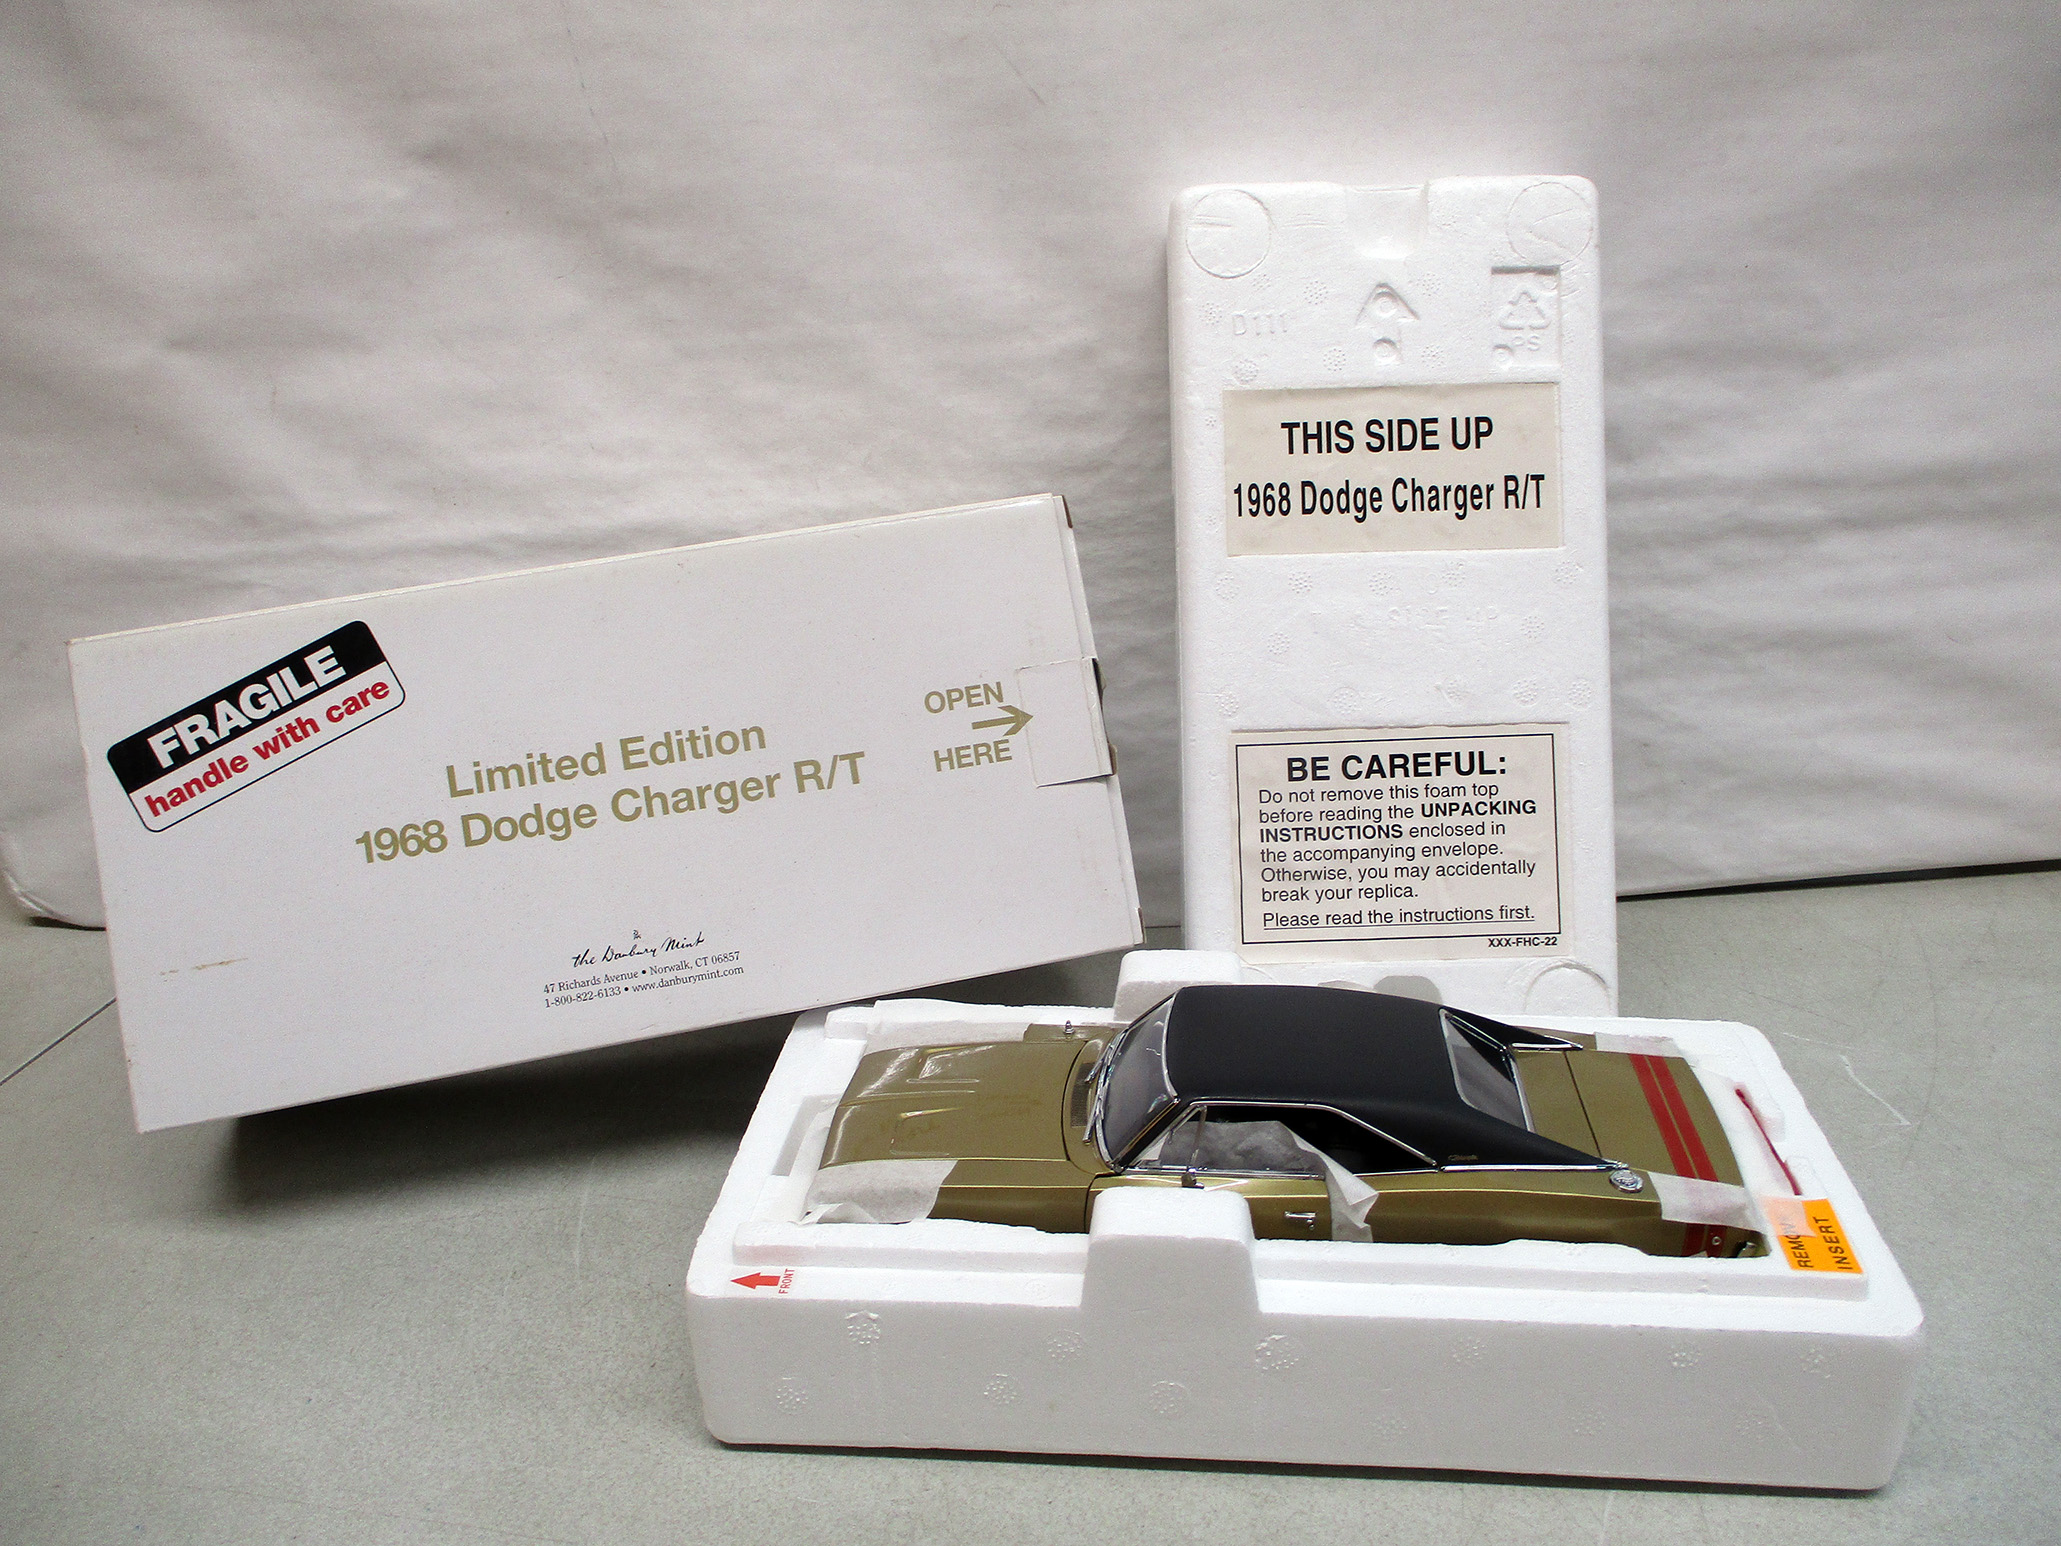 FRAGILE
handle with care
Limited Edition
1968 Dodge Charger R/T
OPEN
HERE
the Danbury Mint
47 Richards Avenue • Norwalk, CT 06857
1-800-822-6133 • www.danburymint.com
D111
PS
THIS SIDE UP
1968 Dodge Charger R/T
BE CAREFUL:
Do not remove this foam top
before reading the UNPACKING
INSTRUCTIONS enclosed in
the accompanying envelope.
Otherwise, you may accidentally
break your replica.
Please read the instructions first.
XXX-FHC-22
FRONT
INSERT